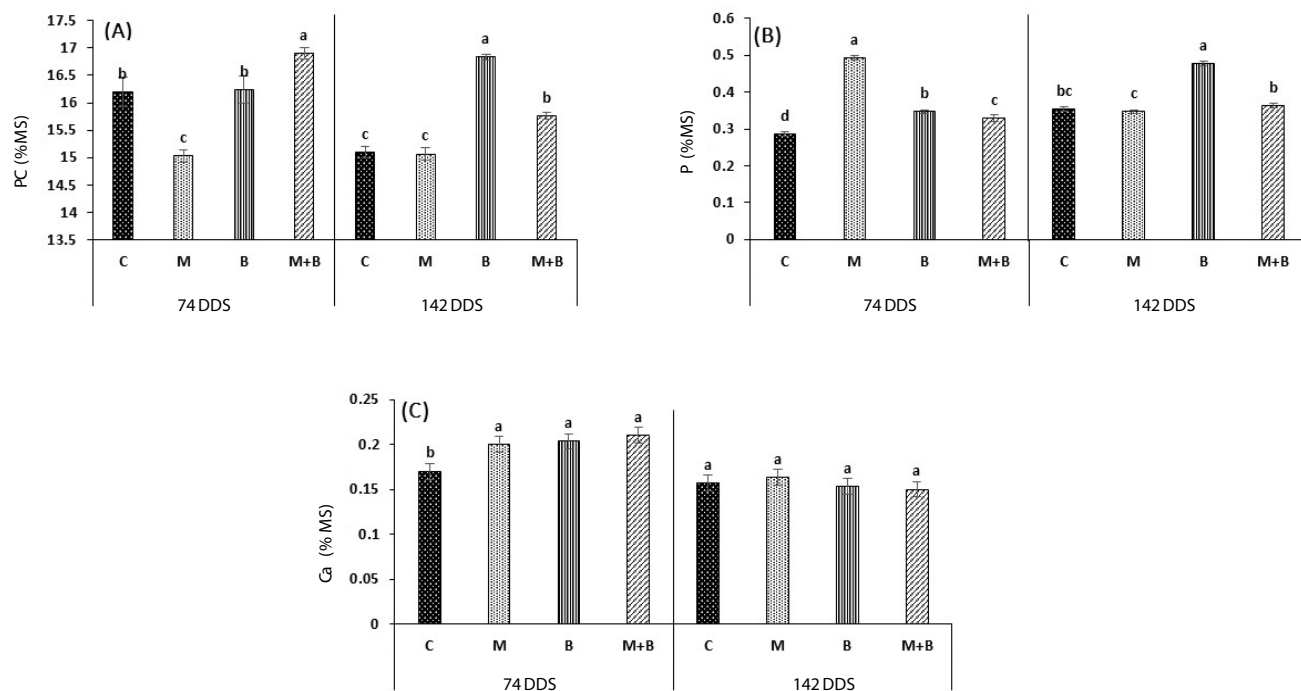 (A)
PC (%MS)
17.5
17
16.5
16
15.5
15
14.5
14
13.5
b c b a c c a b
C M B M+B C M B M+B
74 DDS 142 DDS
(B)
P (%MS)
0.6
0.5
0.4
0.3
0.2
0.1
0
d a b c bc c a b
C M B M+B C M B M+B
74 DDS 142 DDS
(C)
Ca (% MS)
0.25
0.2
0.15
0.1
0.05
0
b a a a a a a a
C M B M+B C M B M+B
74 DDS 142 DDS